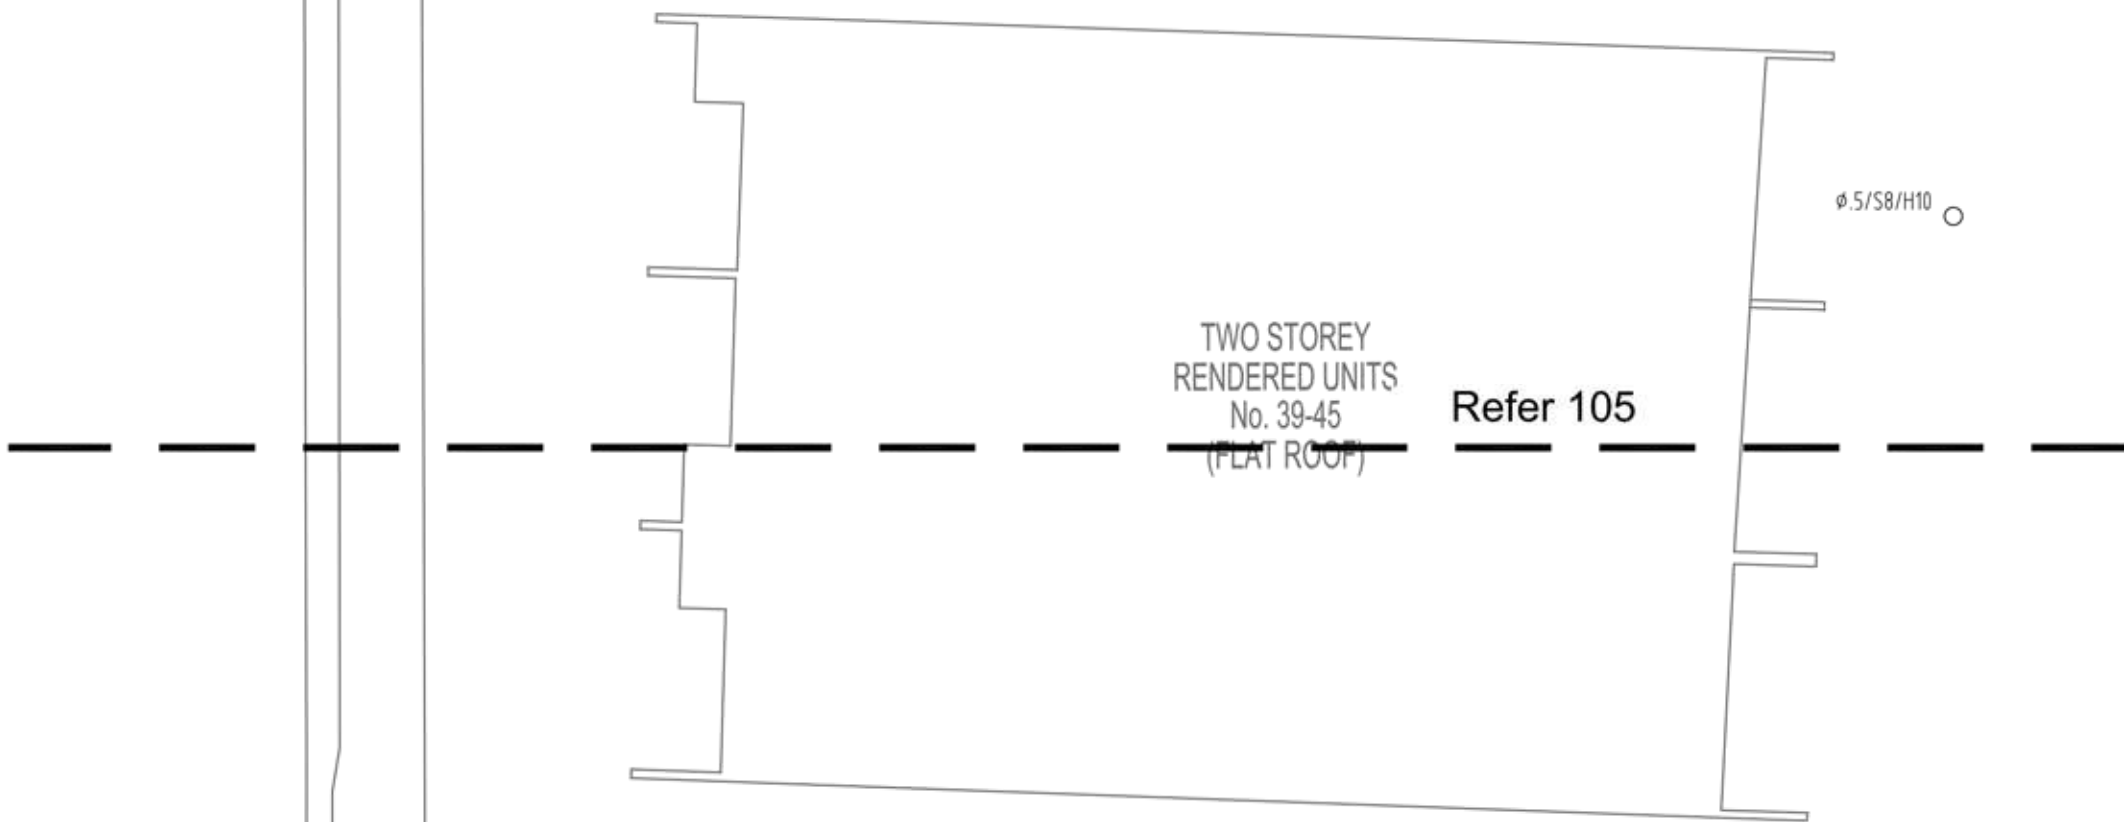 ø.5/S8/H10
TWO STOREY
RENDERED UNITS
No. 39-45
(FLAT ROOF)
Refer 105